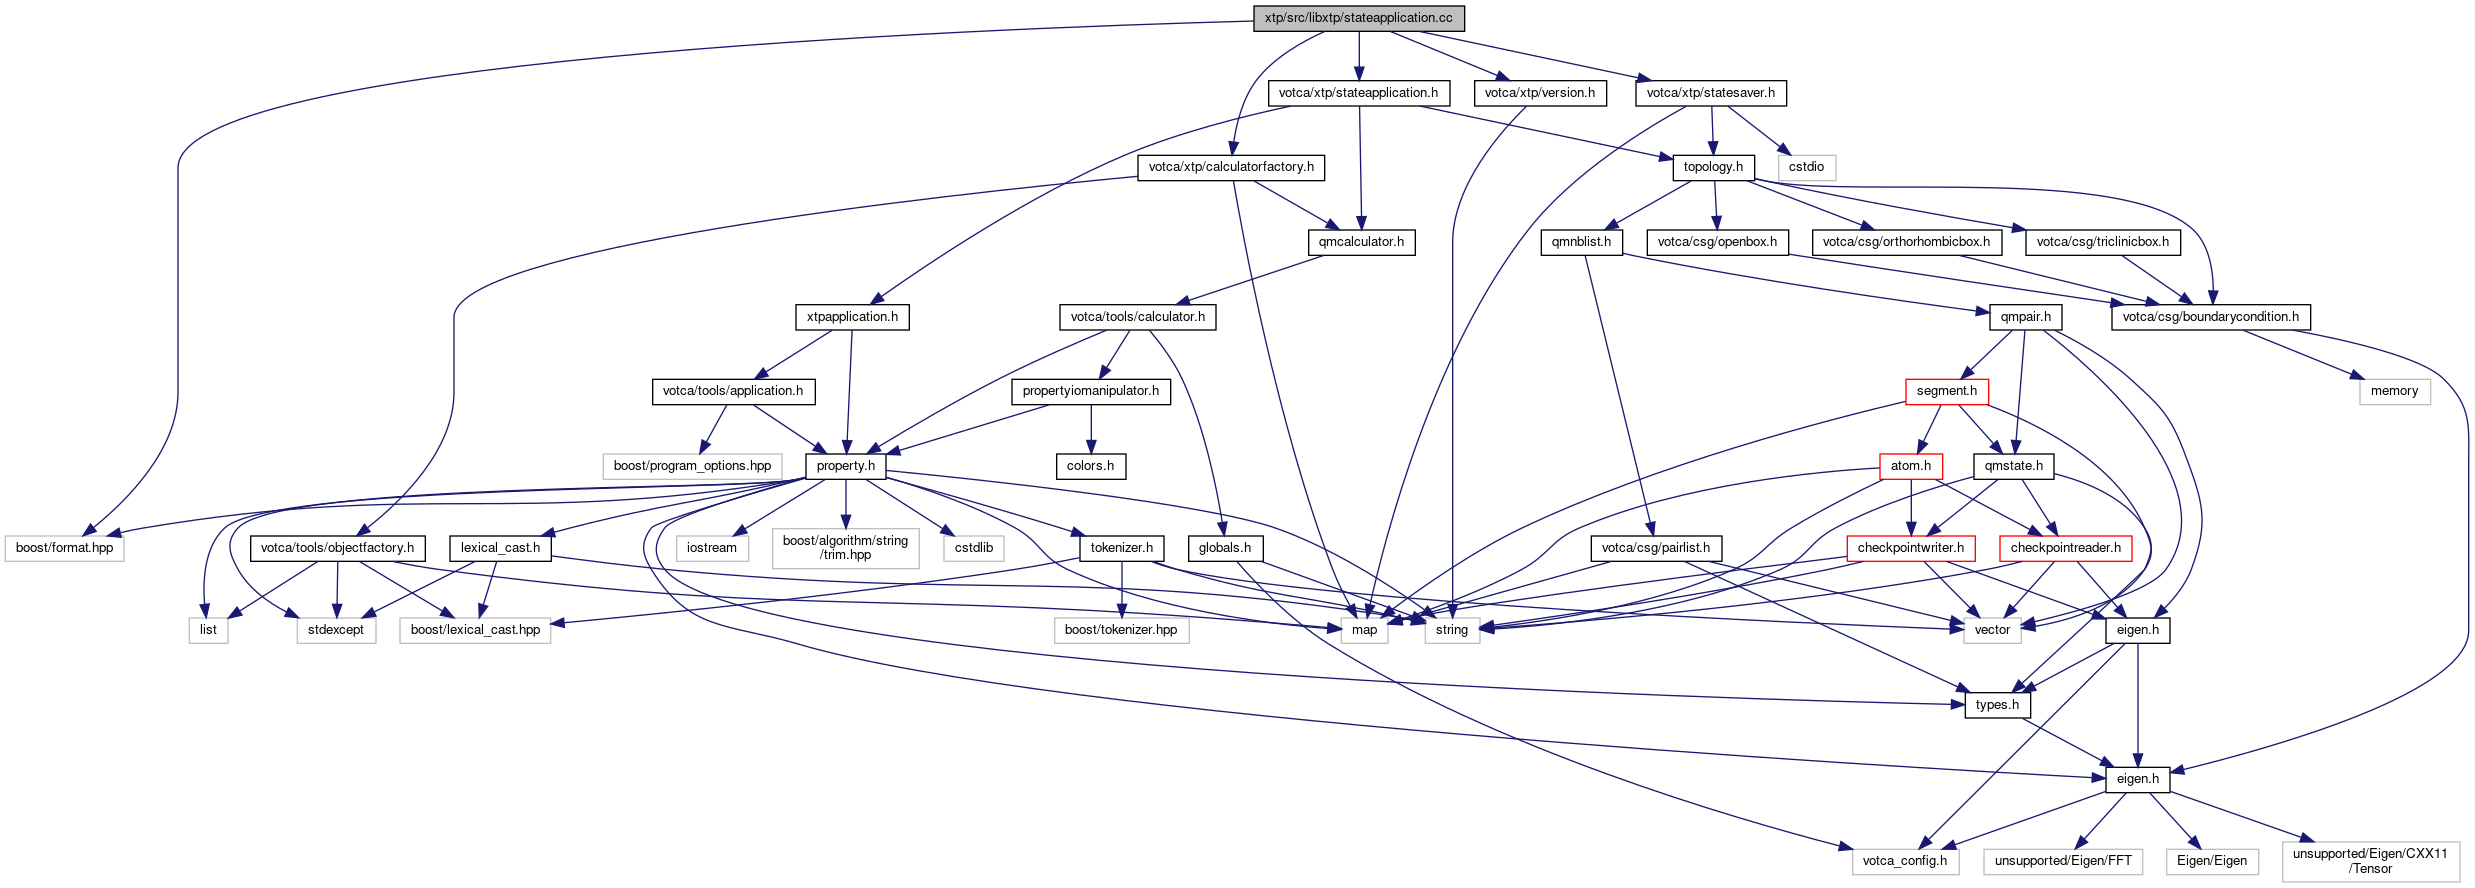 xtp/src/libxtp/stateapplication.cc
votca/xtp/stateapplication.h
votca/xtp/version.h
votca/xtp/statesaver.h
votca/xtp/calculatorfactory.h
topology.h
cstdio
qmcalculator.h
qmnblist.h
votca/csg/openbox.h
votca/csg/orthorhombicbox.h
votca/csg/triclinicbox.h
xtpapplication.h
votca/tools/calculator.h
qmpair.h
votca/csg/boundarycondition.h
votca/tools/application.h
propertyiomanipulator.h
segment.h
memory
boost/program_options.hpp
property.h
colors.h
atom.h
qmstate.h
boost/format.hpp
votca/tools/objectfactory.h
lexical_cast.h
iostream
boost/algorithm/string
/trim.hpp
cstdlib
tokenizer.h
globals.h
votca/csg/pairlist.h
checkpointwriter.h
checkpointreader.h
list
stdexcept
boost/lexical_cast.hpp
boost/tokenizer.hpp
map
string
vector
eigen.h
types.h
eigen.h
votca_config.h
unsupported/Eigen/FFT
Eigen/Eigen
unsupported/Eigen/CXX11
/Tensor